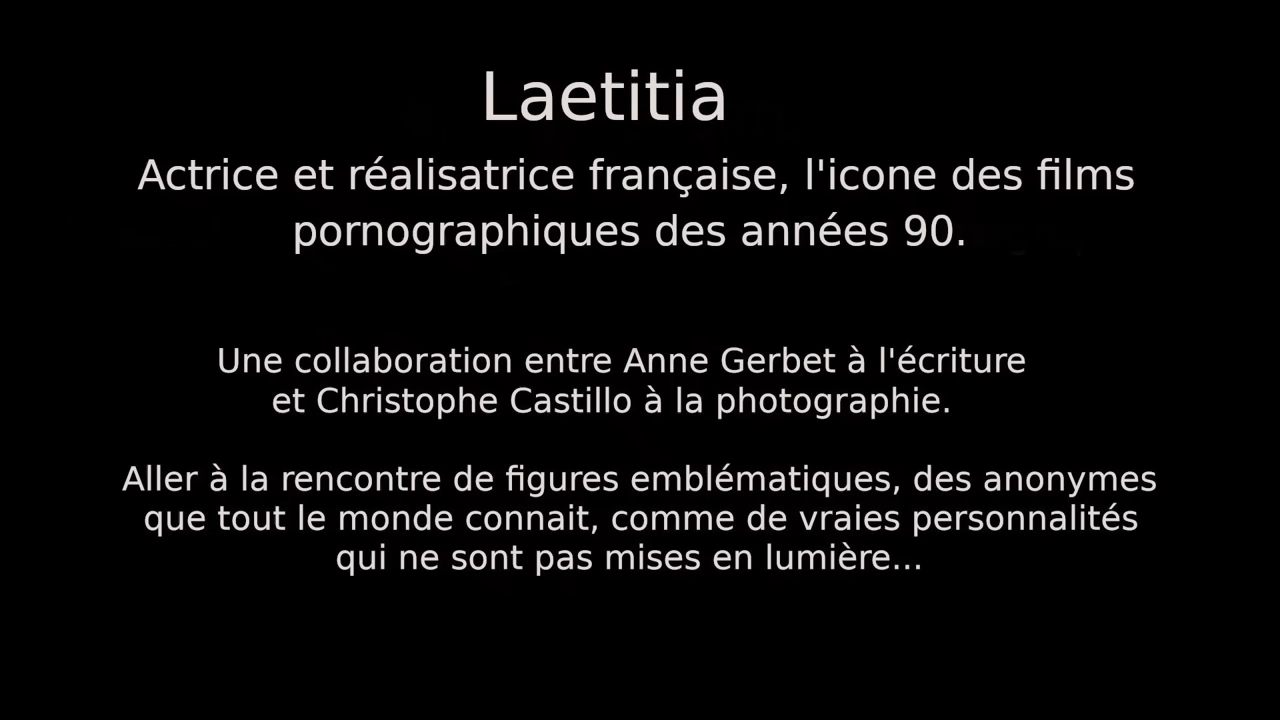 Laetitia
Actrice et réalisatrice française, l'icone des films
pornographiques des années 90.
Une collaboration entre Anne Gerbet à l'écriture
et Christophe Castillo à la photographie.
Aller à la rencontre de figures emblématiques, des anonymes
que tout le monde connait, comme de vraies personnalités
qui ne sont pas mises en lumière...